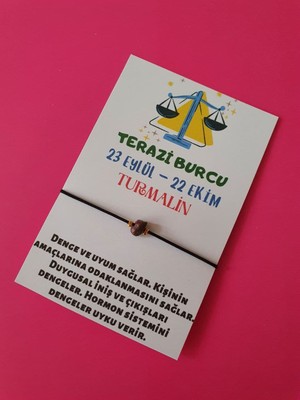 TERAZİ BURCU
23 EYLÜL – 22 EKİM
TURMALİN
DENGE VE UYUM SAĞLAR. KİŞİNİN
AMAÇLARINA ODAKLANMASINI SAĞLAR.
DUYGUSAL İNİŞ VE ÇIKIŞLARI
DENGELER. HORMON SİSTEMİNİ
DENGELER UYKU VERİR.